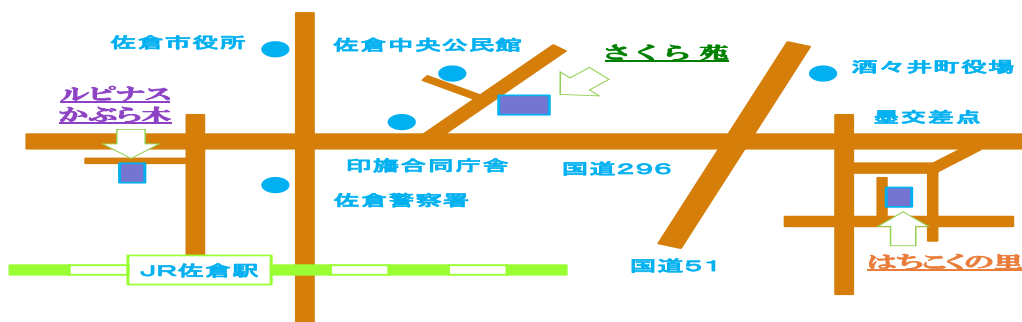 佐倉市役所
佐倉中央公民館
さくら苑
酒々井町役場
ルピナス
かぶら木
墨交差点
印旛合同庁舎
国道296
佐倉警察署
JR佐倉駅
国道51
はちこくの里